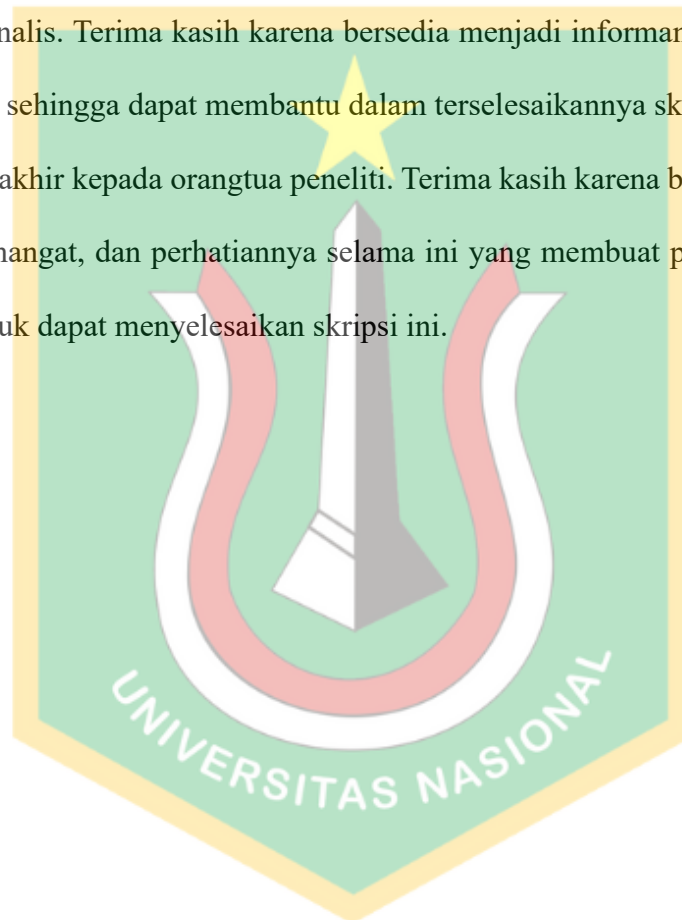 nalis. Terima kasih karena bersedia menjadi informan
sehingga dapat membantu dalam terselesaikannya sk
akhir kepada orangtua peneliti. Terima kasih karena b
angat, dan perhatiannya selama ini yang membuat p
uk dapat menyelesaikan skripsi ini.
UNIVERSITAS NASIONAL